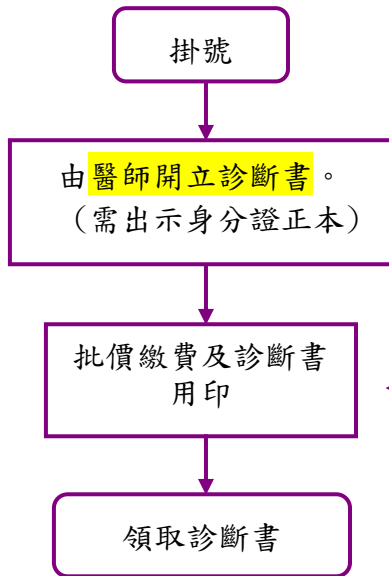 掛號
由醫師開立診斷書。
（需出示身分證正本）
批價繳費及診斷書
用印
領取診斷書